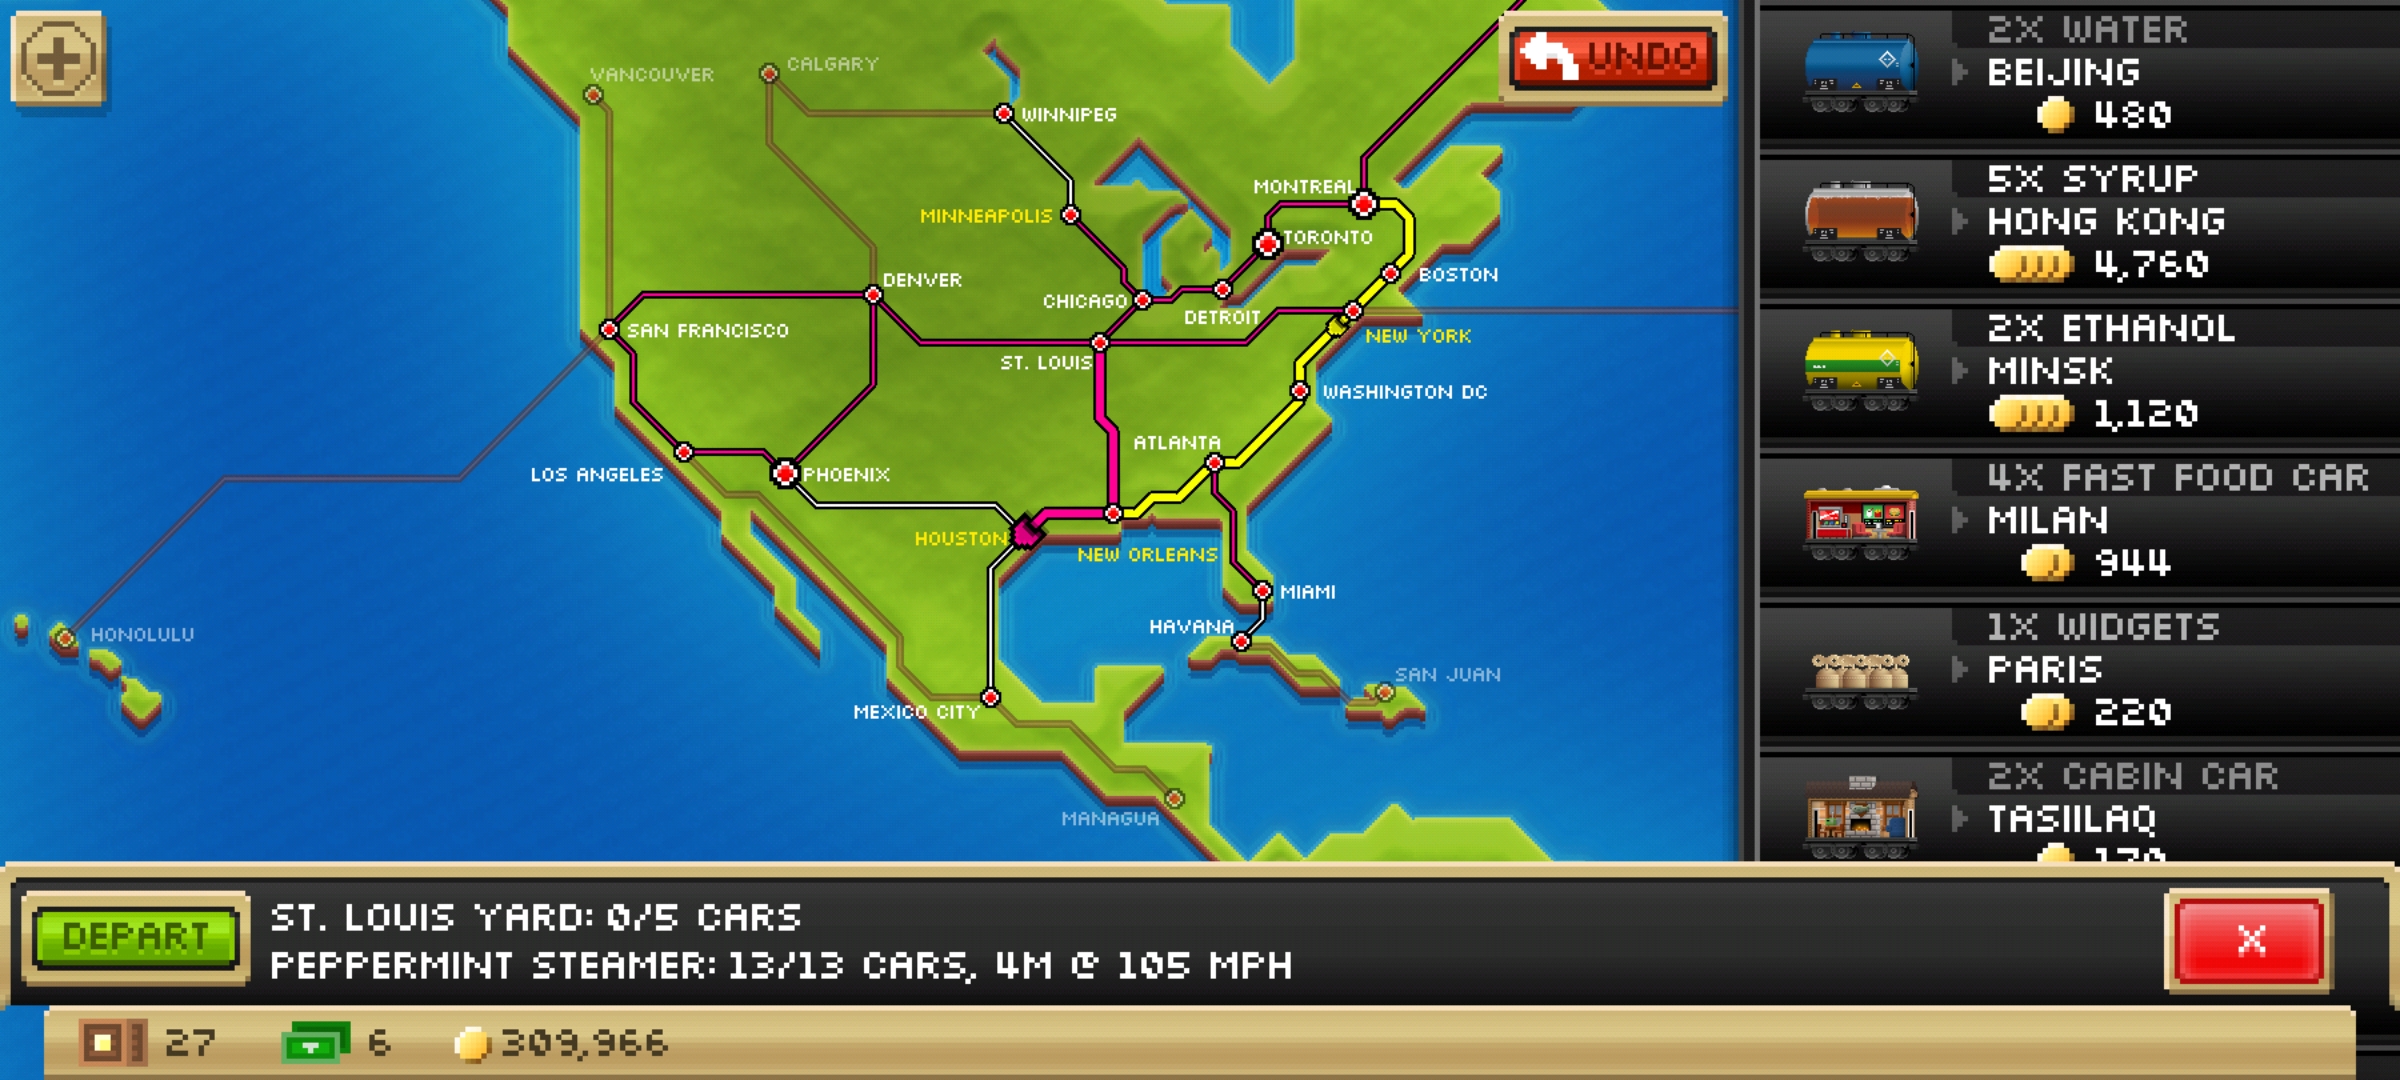 VANCOUVER
CALGARY
WINNIPEG
UNDO
MONTREAL
MINNEAPOLIS
TORONTO
BOSTON
DENVER
CHICAGO
DETROIT
SAN FRANCISCO
NEW YORK
ST. LOUIS
WASHINGTON DC
ATLANTA
LOS ANGELES
PHOENIX
HOUSTON
NEW ORLEANS
MIAMI
HAVANA
HONOLULU
SAN JUAN
MEXICO CITY
MANAGUA
2X WATER
BEIJING
480
5X SYRUP
HONG KONG
4,760
2X ETHANOL
MINSK
1,120
4X FAST FOOD CAR
MILAN
944
1X WIDGETS
PARIS
220
2X CABIN CAR
TASIILAQ
170
DEPART
ST. LOUIS YARD: 0/5 CARS
PEPPERMINT STEAMER: 13/13 CARS, 4M @ 105 MPH
X
27
6
309,966